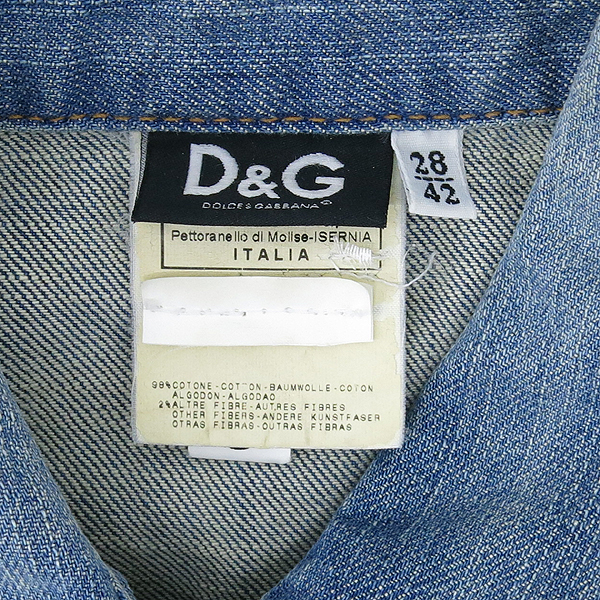 D&G
DOLCE&GABBANA
28
42
Pettoranello di Molise-ISERNIA
ITALIA
98%COTONE-COTTON-BAUMWOLLE-COTON
ALGODON-ALGODAO
2%ALTRE FIBRE-AUTRES FIBRES
OTHER FIBERS-ANDERE KUNSTFASER
OTRAS FIBRAS-OUTRAS FIBRAS